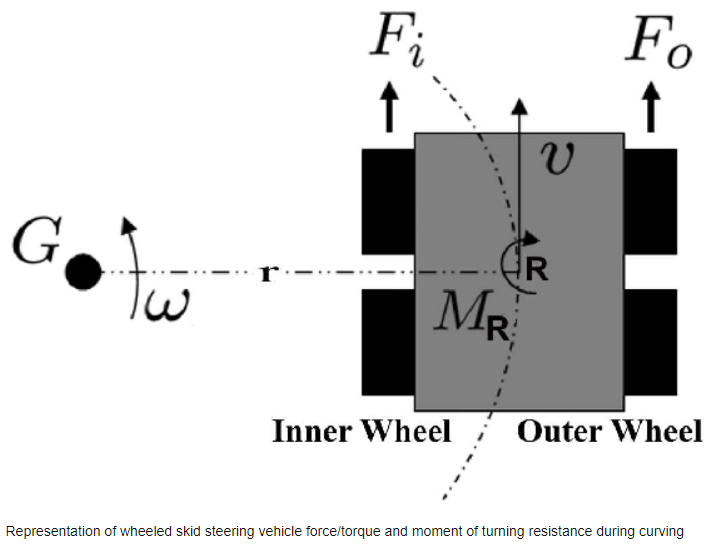 F_i F_o
v
G
r R
ω M_R
Inner Wheel Outer Wheel
Representation of wheeled skid steering vehicle force/torque and moment of turning resistance during curving